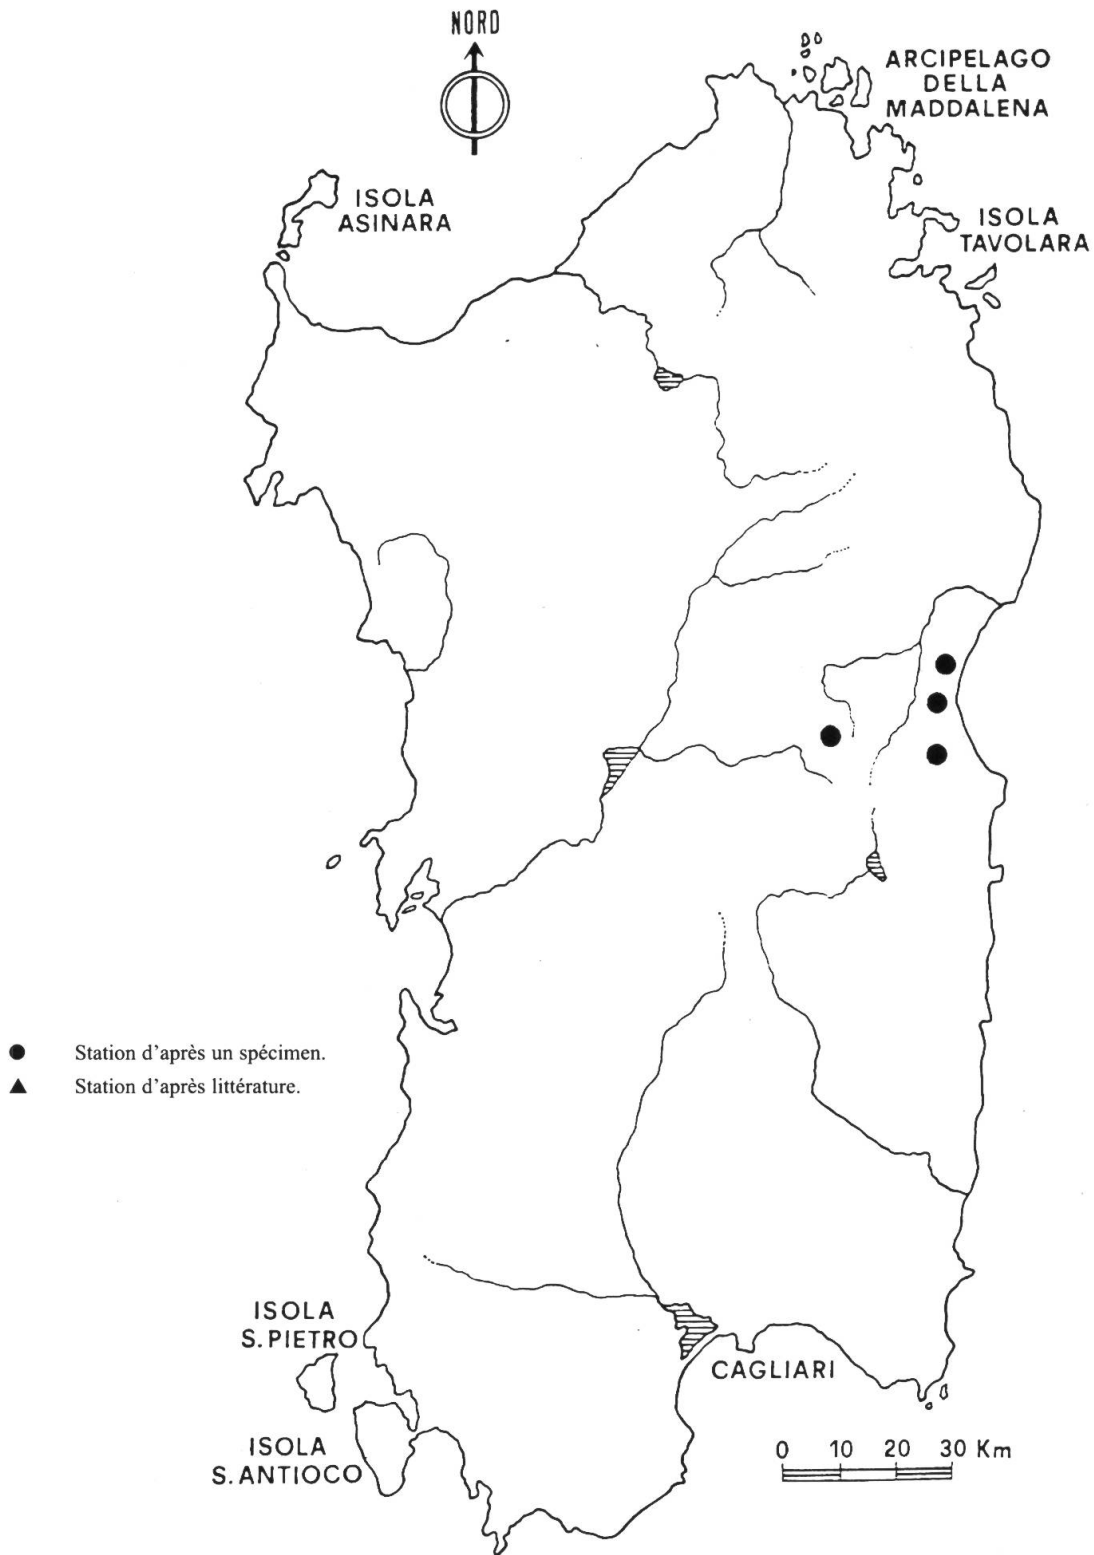 NORD
ARCIPELAGO
DELLA
MADDALENA
ISOLA
ASINARA
ISOLA
TAVOLARA
● Station d'après un spécimen.
▲ Station d'après littérature.
ISOLA
S.PIETRO
CAGLIARI
ISOLA
S.ANTIOCO
0 10 20 30 Km